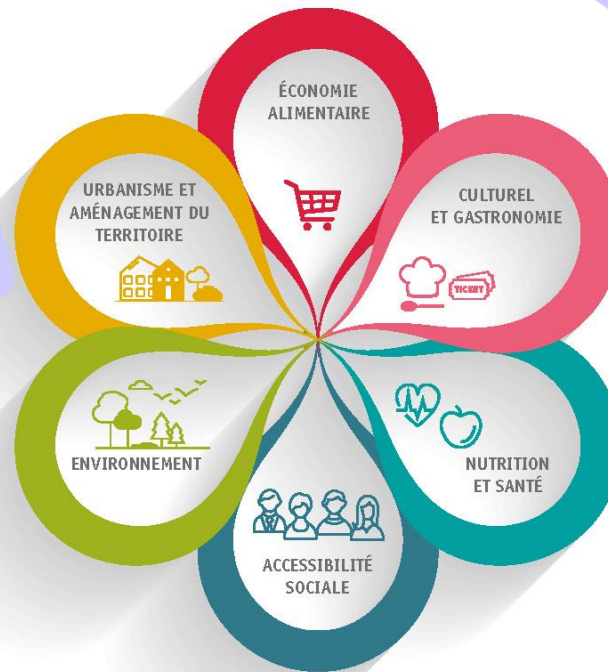 ÉCONOMIE
ALIMENTAIRE
CULTUREL
ET GASTRONOMIE
TICKET
NUTRITION
ET SANTÉ
ACCESSIBILITÉ
SOCIALE
ENVIRONNEMENT
URBANISME ET
AMÉNAGEMENT DU
TERRITOIRE